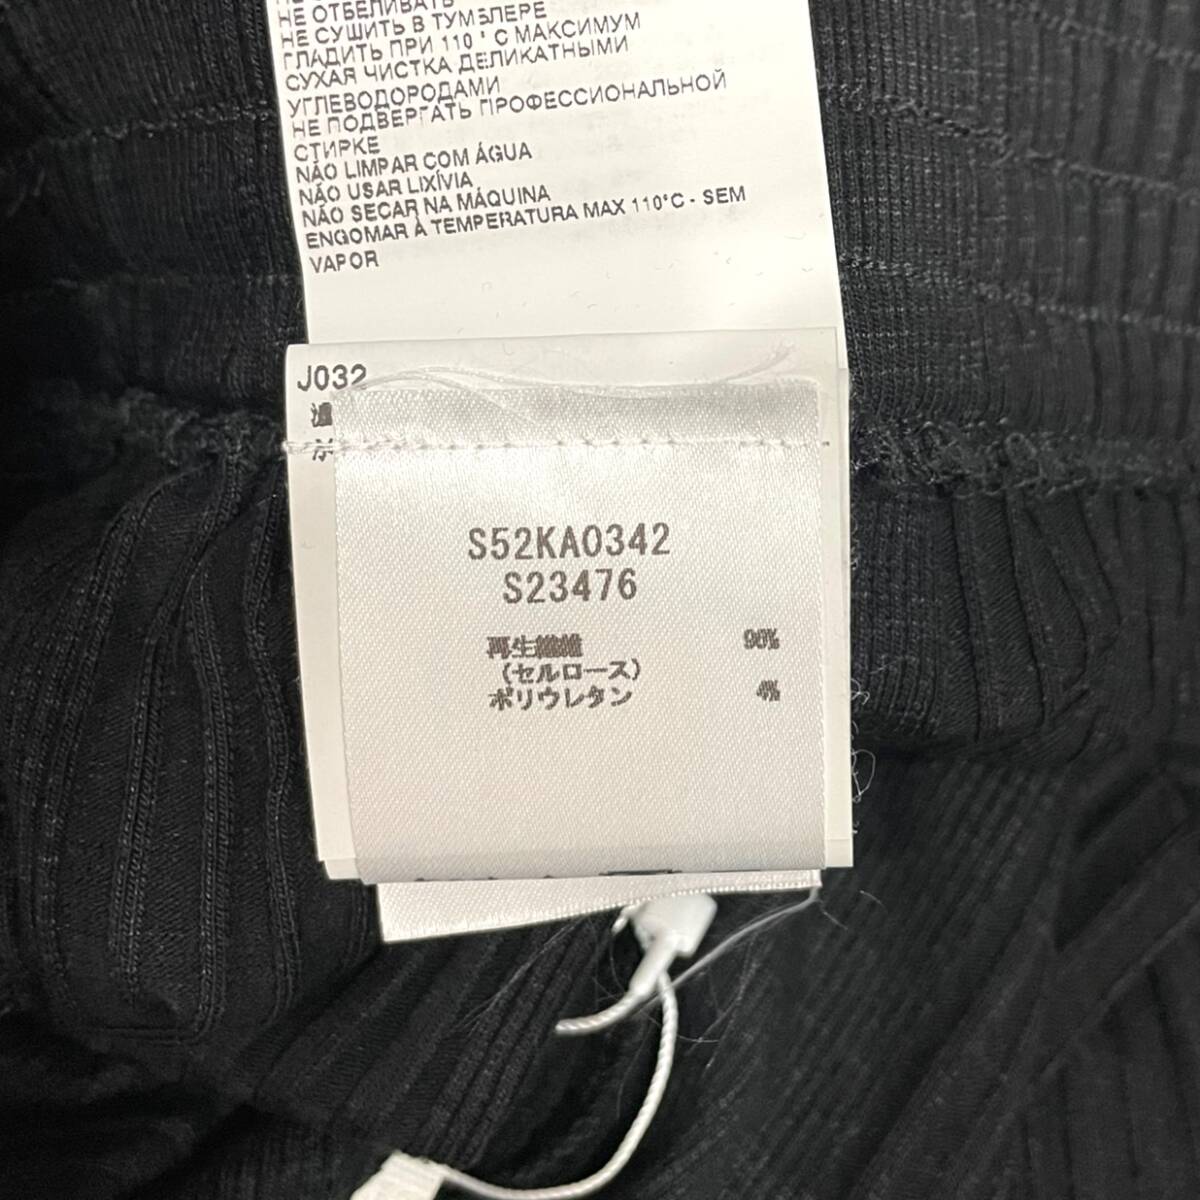 НЕ ОТБЕЛИВАТЬ
НЕ СУШИТЬ В ТУМБЛЕРЕ
ГЛАДИТЬ ПРИ 110 ° С МАКСИМУМ
СУХАЯ ЧИСТКА ДЕЛИКАТНЫМИ
УГЛЕВОДОРОДАМИ
НЕ ПОДВЕРГАТЬ ПРОФЕССИОНАЛЬНОЙ
СТИРКЕ
NÃO LIMPAR COM ÁGUA
NÃO USAR LIXÍVIA
NÃO SECAR NA MÁQUINA
ENGOMAR À TEMPERATURA MAX 110°C - SEM
VAPOR
J032
S52KA0342
S23476
再生繊維 96%
(セルロース)
ポリウレタン 4%